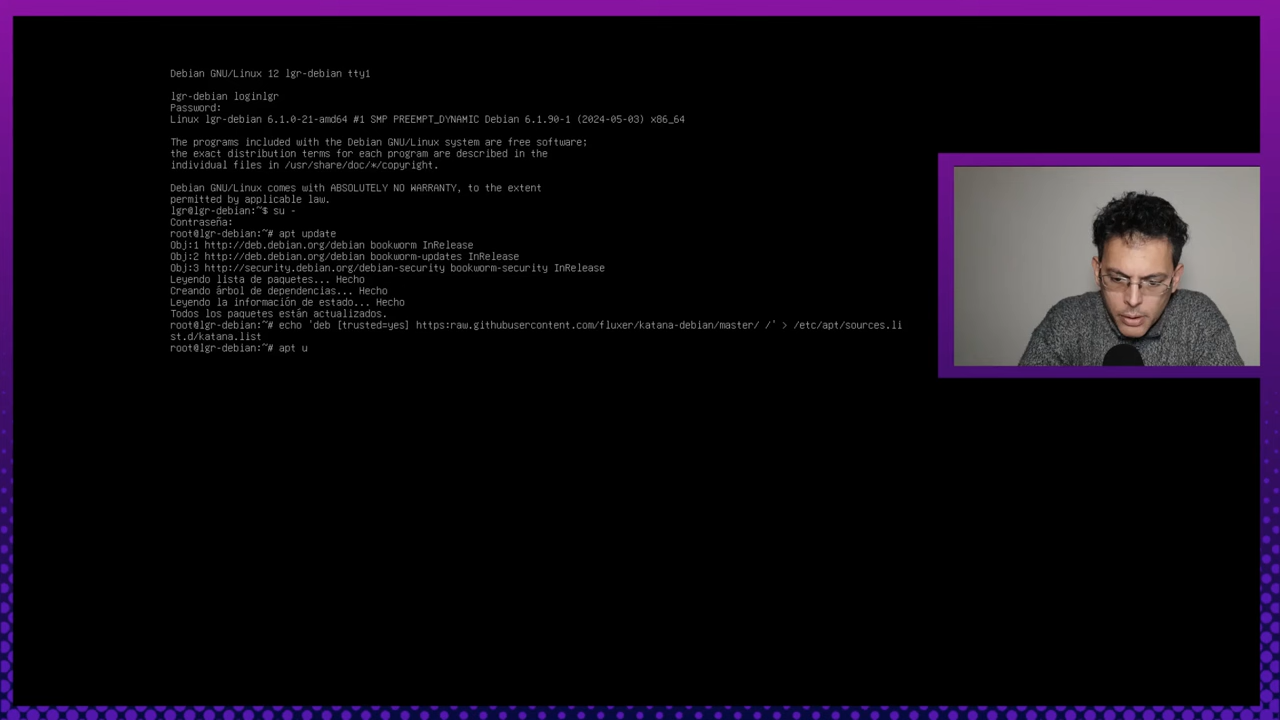 Debian GNU/Linux 12 lgr-debian tty1
lgr-debian loginlgr
Password:
Linux lgr-debian 6.1.0-21-amd64 #1 SMP PREEMPT_DYNAMIC Debian 6.1.90-1 (2024-05-03) x86_64
The programs included with the Debian GNU/Linux system are free software;
the exact distribution terms for each program are described in the
individual files in /usr/share/doc/*/copyright.
Debian GNU/Linux comes with ABSOLUTELY NO WARRANTY, to the extent
permitted by applicable law.
lgr@lgr-debian:~$ su -
Contraseña:
root@lgr-debian:~# apt update
Obj:1 http://deb.debian.org/debian bookworm InRelease
Obj:2 http://deb.debian.org/debian bookworm-updates InRelease
Obj:3 http://security.debian.org/debian-security bookworm-security InRelease
Leyendo lista de paquetes... Hecho
Creando árbol de dependencias... Hecho
Leyendo la información de estado... Hecho
Todos los paquetes están actualizados.
root@lgr-debian:~# echo 'deb [trusted=yes] https:raw.githubusercontent.com/fluxer/katana-debian/master/ /' > /etc/apt/sources.li
st.d/katana.list
root@lgr-debian:~# apt u